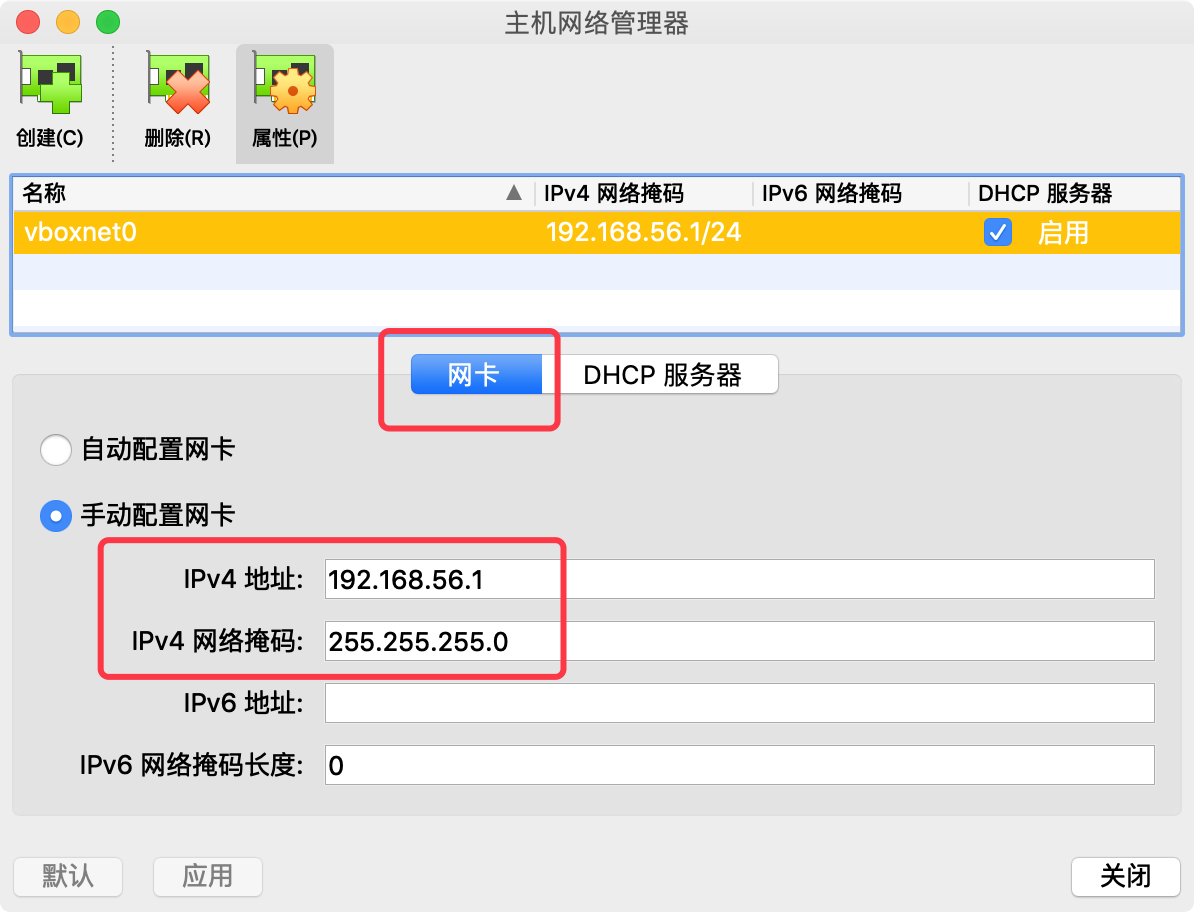 主机网络管理器
创建(C) 删除(R) 属性(P)
名称 IPv4 网络掩码 IPv6 网络掩码 DHCP 服务器
vboxnet0 192.168.56.1/24 启用
网卡 DHCP 服务器
自动配置网卡
手动配置网卡
IPv4 地址: 192.168.56.1
IPv4 网络掩码: 255.255.255.0
IPv6 地址:
IPv6 网络掩码长度: 0
默认 应用 关闭